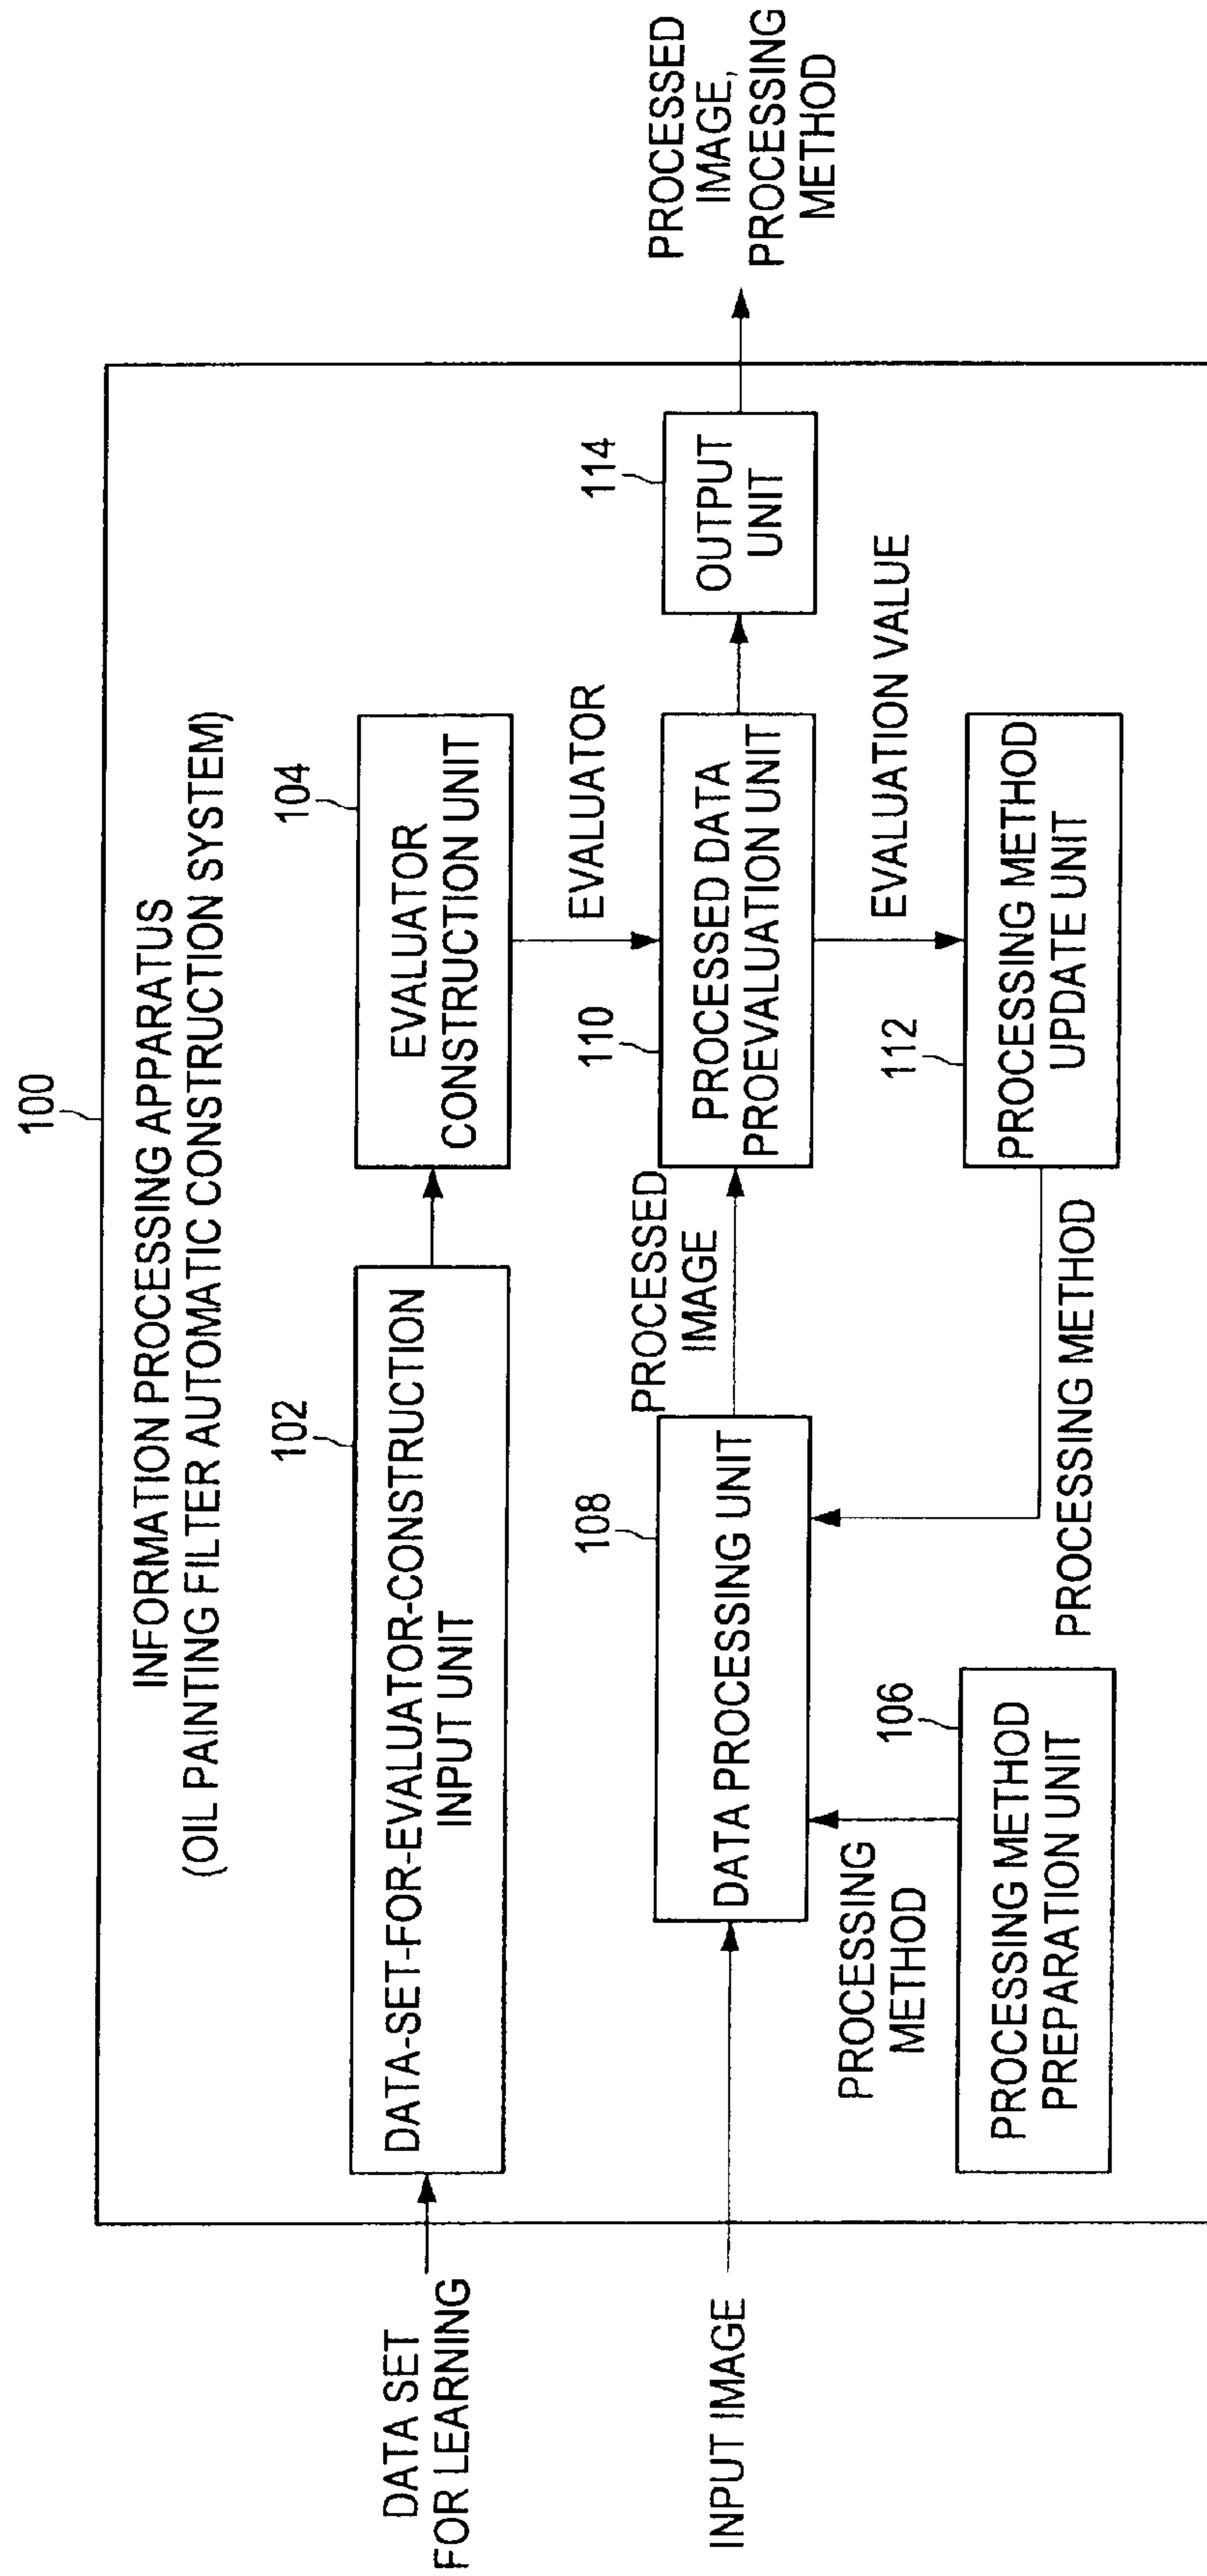 100
INFORMATION PROCESSING APPARATUS
(OIL PAINTING FILTER AUTOMATIC CONSTRUCTION SYSTEM)
DATA SET
FOR LEARNING
102
DATA-SET-FOR-EVALUATOR-CONSTRUCTION
INPUT UNIT
104
EVALUATOR
CONSTRUCTION UNIT
EVALUATOR
INPUT IMAGE
108
DATA PROCESSING UNIT
PROCESSED
IMAGE
110
PROCESSED DATA
PROEVALUATION UNIT
114
OUTPUT
UNIT
PROCESSED
IMAGE,
PROCESSING
METHOD
PROCESSING
METHOD
106
PROCESSING METHOD
PREPARATION UNIT
PROCESSING METHOD
112
EVALUATION VALUE
PROCESSING METHOD
UPDATE UNIT